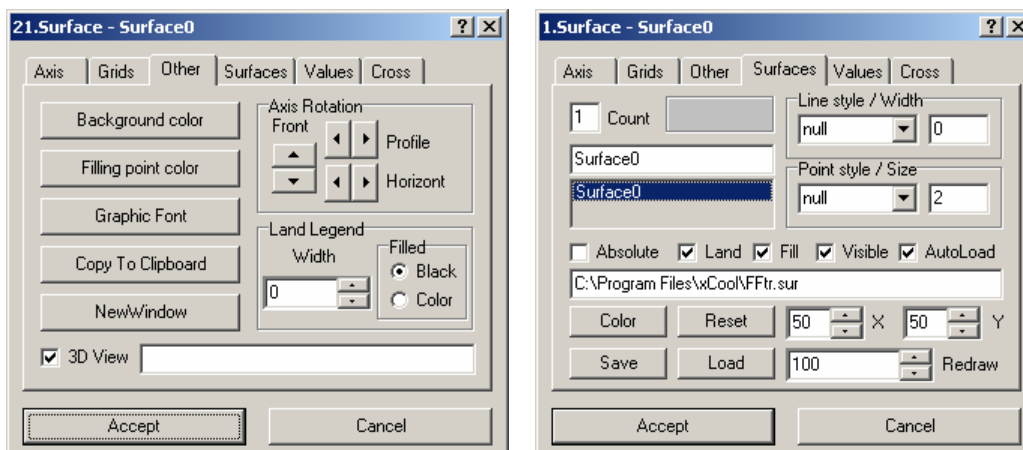 21.Surface - Surface0
Axis Grids Other Surfaces Values Cross
Background color
Filling point color
Graphic Font
Copy To Clipboard
NewWindow
Axis Rotation
Front
Profile
Horizont
Land Legend
Width
0
Filled
Black
Color
3D View
Accept Cancel
1.Surface - Surface0
Axis Grids Other Surfaces Values Cross
1 Count
Surface0
Surface0
Line style / Width
null 0
Point style / Size
null 2
Absolute Land Fill Visible AutoLoad
C:\Program Files\xCool\FFtr.sur
Color Reset 50 X 50 Y
Save Load 100 Redraw
Accept Cancel